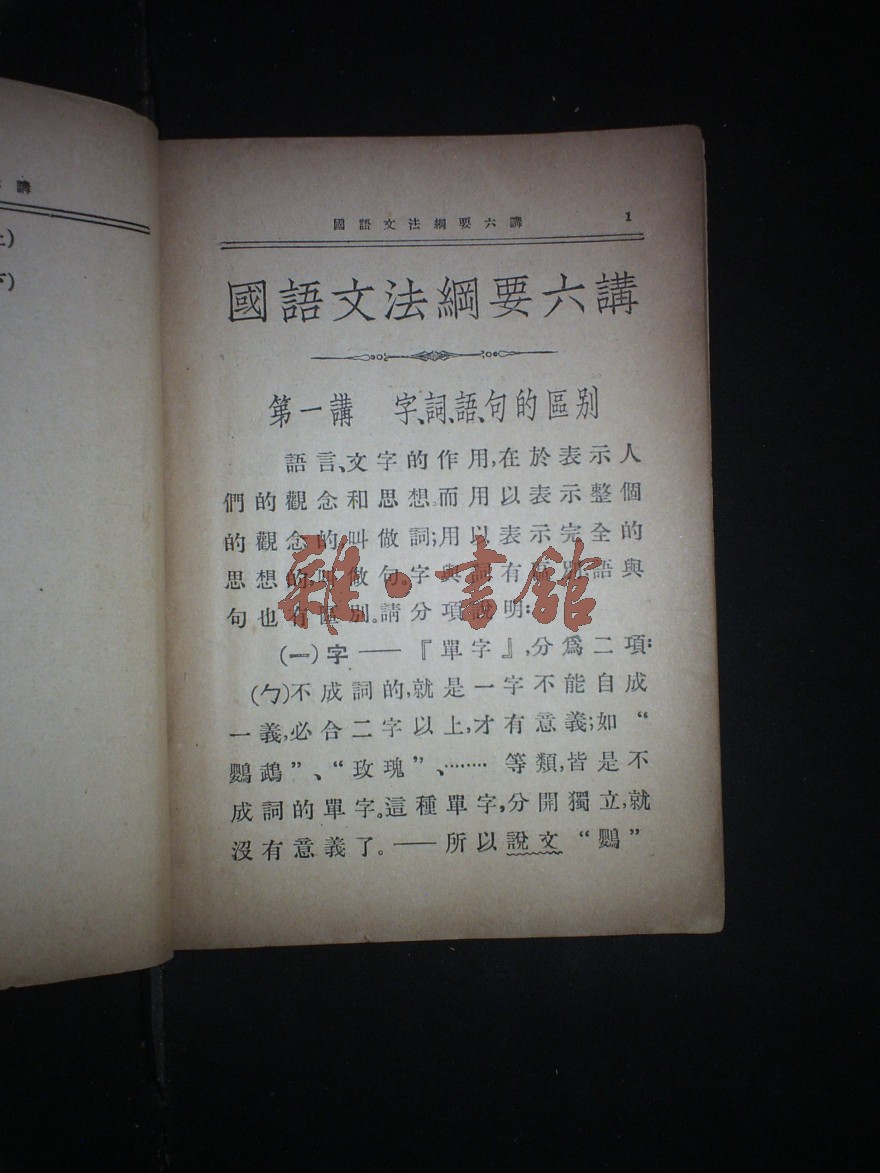 講
上)
下)
國語文法綱要六講 1
國語文法綱要六講
第一講 字、詞、語、句的區别
語言、文字的作用,在於表示人
們的觀念和思想。而用以表示整個
的觀念的叫做詞;用以表示完全的
思想的,叫做句。字與詞有區別,語與
句也有區別。請分項說明:
(一)字——『單字』,分爲二項:
(ㄅ)不成詞的,就是一字不能自成
一義,必合二字以上,才有意義;如“
鸚鵡”、“玫瑰”、……… 等類,皆是不
成詞的單字。這種單字,分開獨立,就
沒有意義了。——所以說文“鸚”
雜·書館